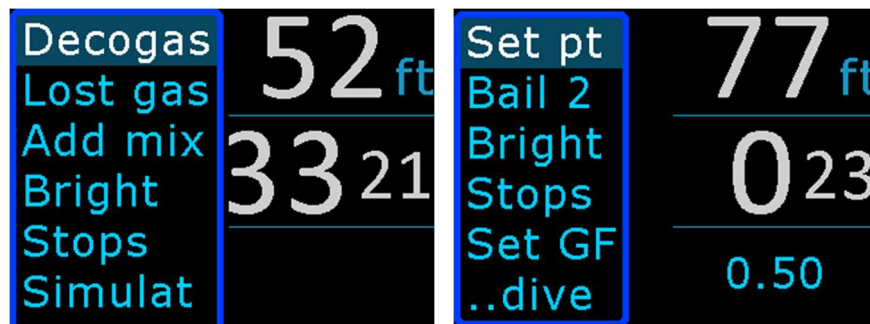 Decogas
Lost gas
Add mix
Bright
Stops
Simulat
52 ft
33 21
Set pt
Bail 2
Bright
Stops
Set GF
..dive
77 ft
0 23
0.50